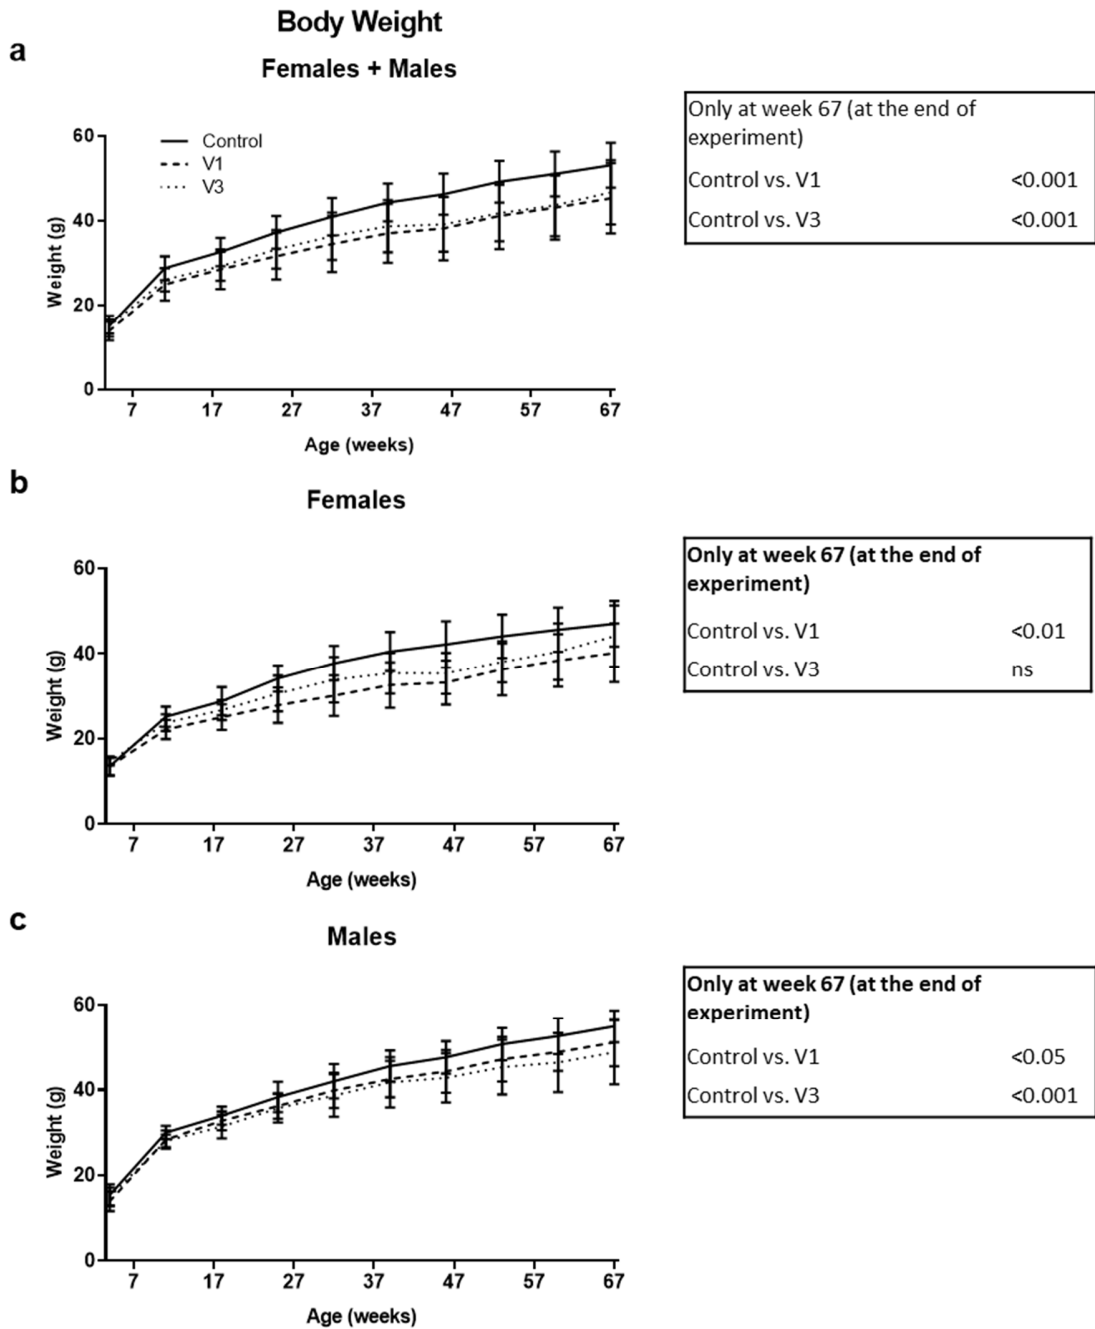 Body Weight
a
Females + Males
60
40
20
0
Weight (g)
Control
V1
V3
7 17 27 37 47 57 67
Age (weeks)
Only at week 67 (at the end of
experiment)
Control vs. V1 <0.001
Control vs. V3 <0.001
b
Females
60
40
20
0
Weight (g)
7 17 27 37 47 57 67
Age (weeks)
Only at week 67 (at the end of
experiment)
Control vs. V1 <0.01
Control vs. V3 ns
c
Males
60
40
20
0
Weight (g)
7 17 27 37 47 57 67
Age (weeks)
Only at week 67 (at the end of
experiment)
Control vs. V1 <0.05
Control vs. V3 <0.001